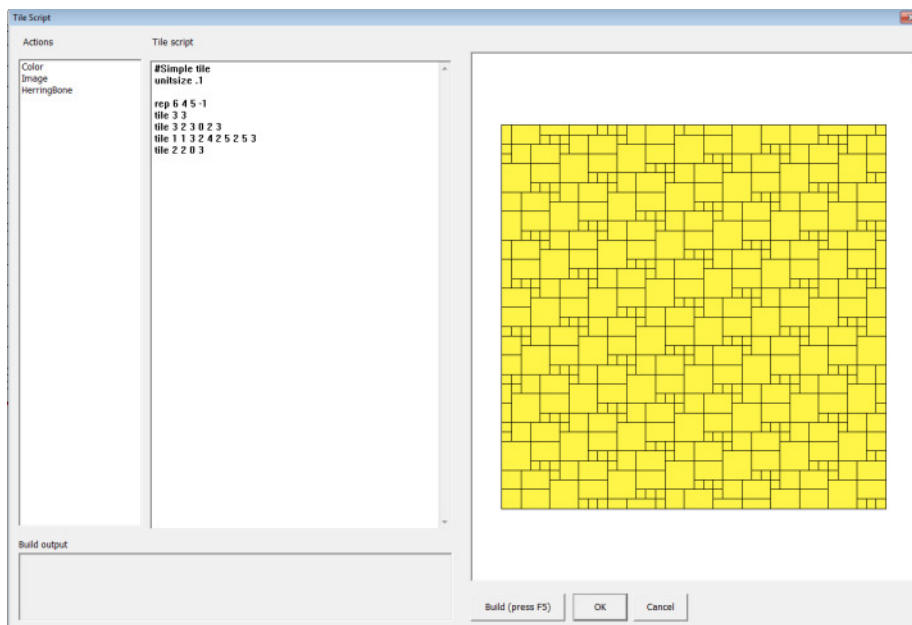 Tile Script
Actions
Tile script
Color
Image
HerringBone
#Simple tile
unitsize .1
rep 6 4 5 -1
tile 3 3
tile 3 2 3 0 2 3
tile 1 1 3 2 4 2 5 2 5 3
tile 2 2 0 3
Build output
Build (press F5)
OK
Cancel